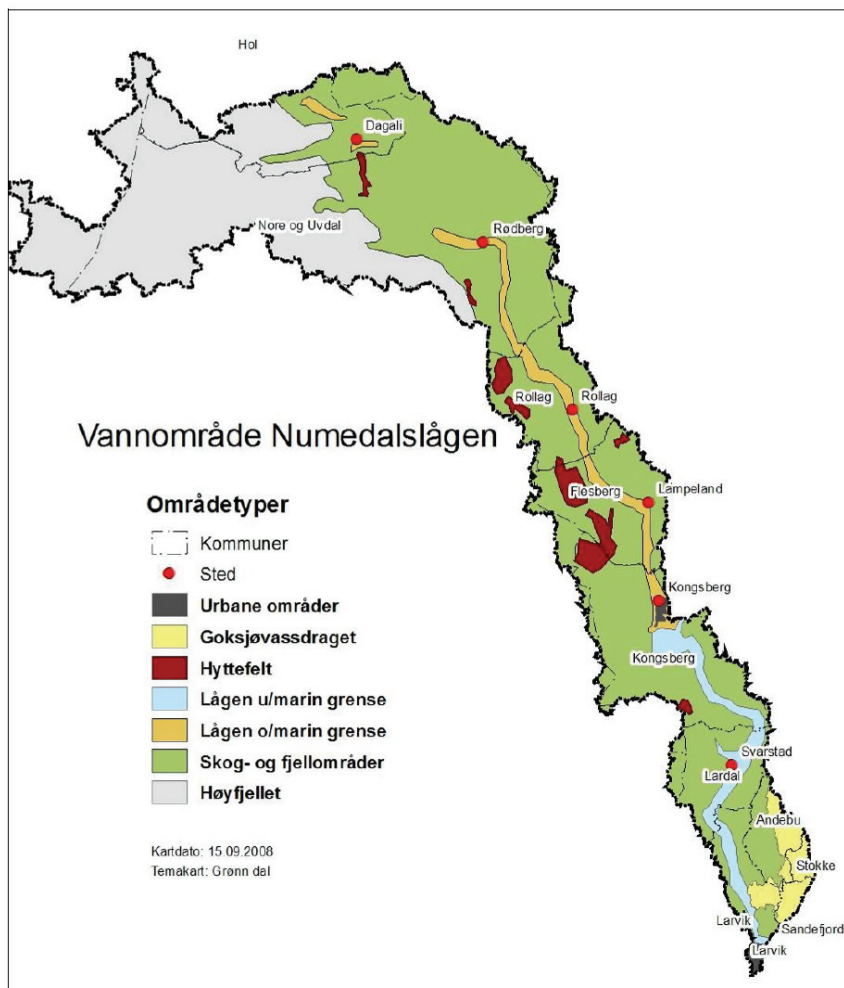 Hol
Dagali
Nore og Uvdal
Rødberg
Rollag
Rollag
Vannområde Numedalslågen
Flesberg
Lampeland
Områdetyper
Kommuner
Sted
Urbane områder
Goksjøvassdraget
Hyttefelt
Lågen u/marin grense
Lågen o/marin grense
Skog- og fjellområder
Høyfjellet
Kartdato: 15.09.2008
Temakart: Grønn dal
Kongsberg
Kongsberg
Svarstad
Lardal
Andebu
Stokke
Larvik
Sandefjord
Larvik